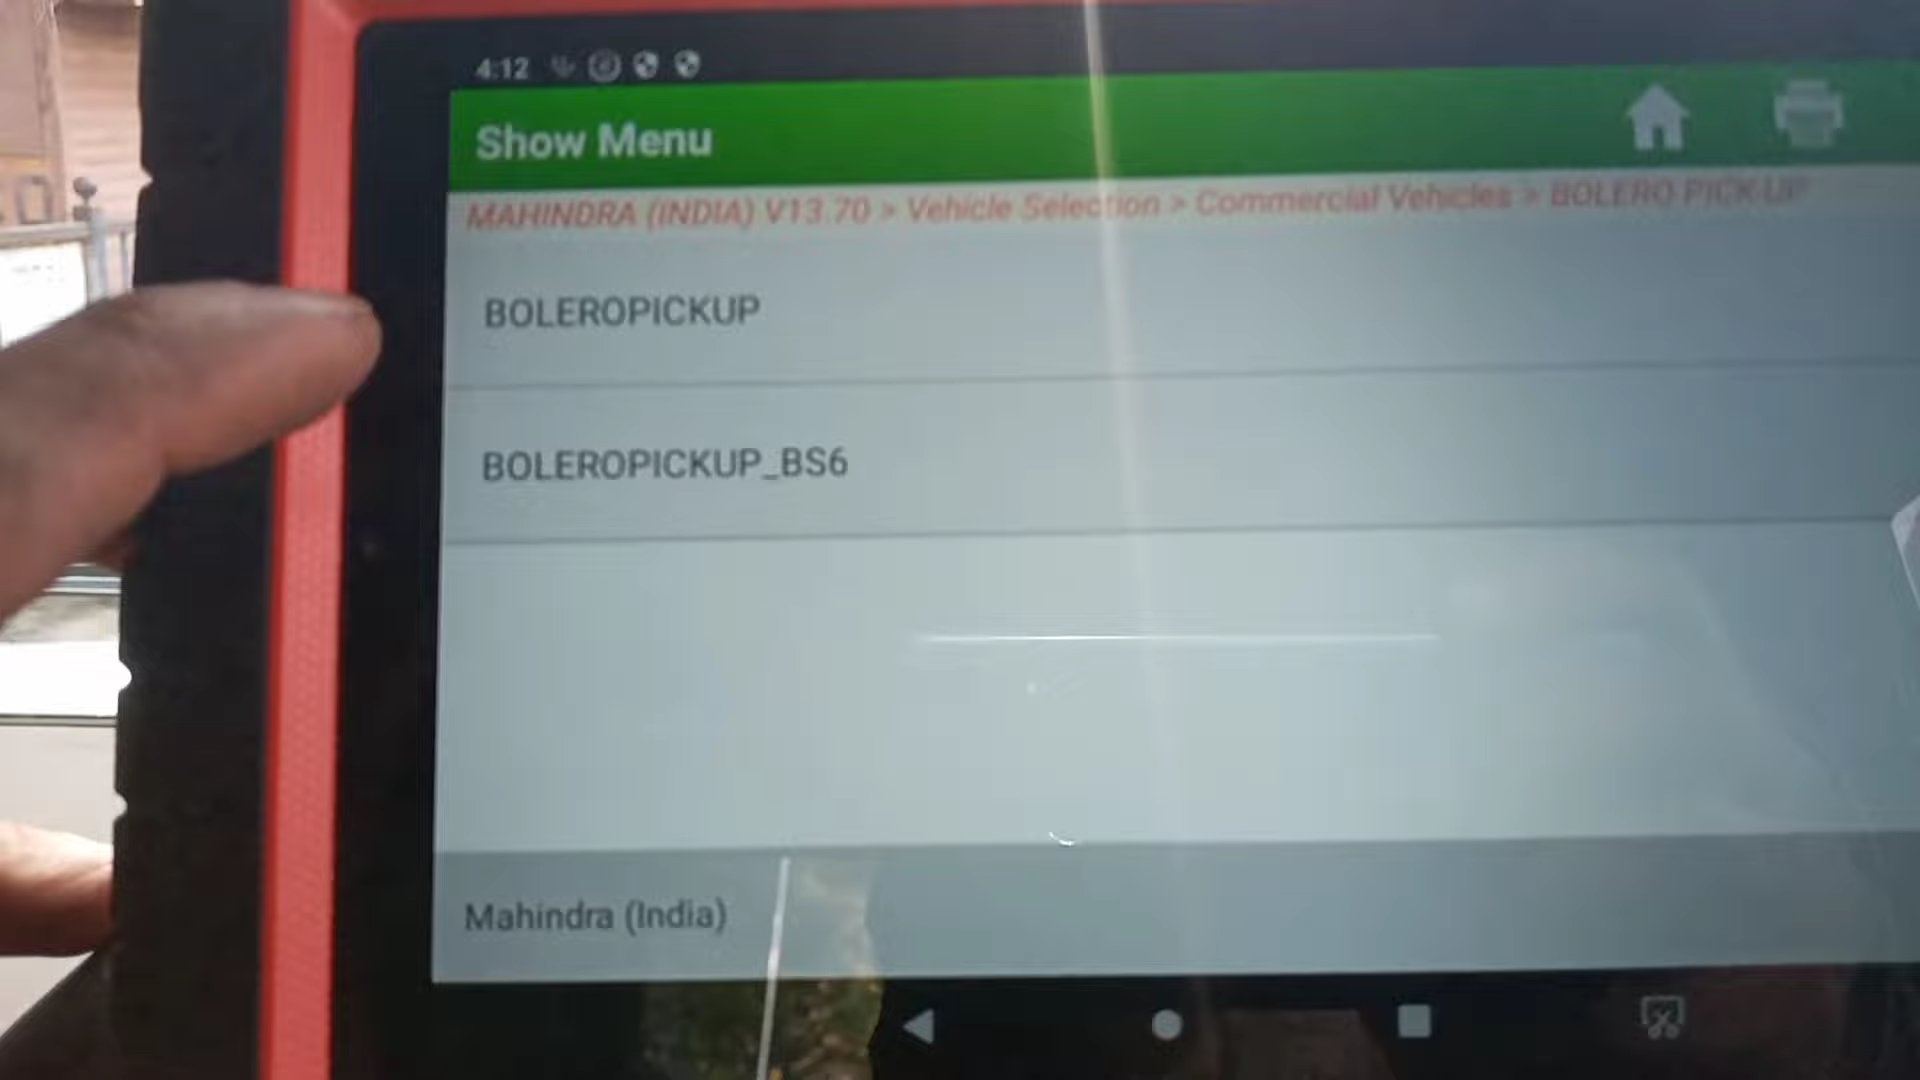 4:12
Show Menu
MAHINDRA (INDIA) V13.70 > Vehicle Selection > Commercial Vehicles > BOLERO PICK-UP
BOLEROPICKUP
BOLEROPICKUP_BS6
Mahindra (India)